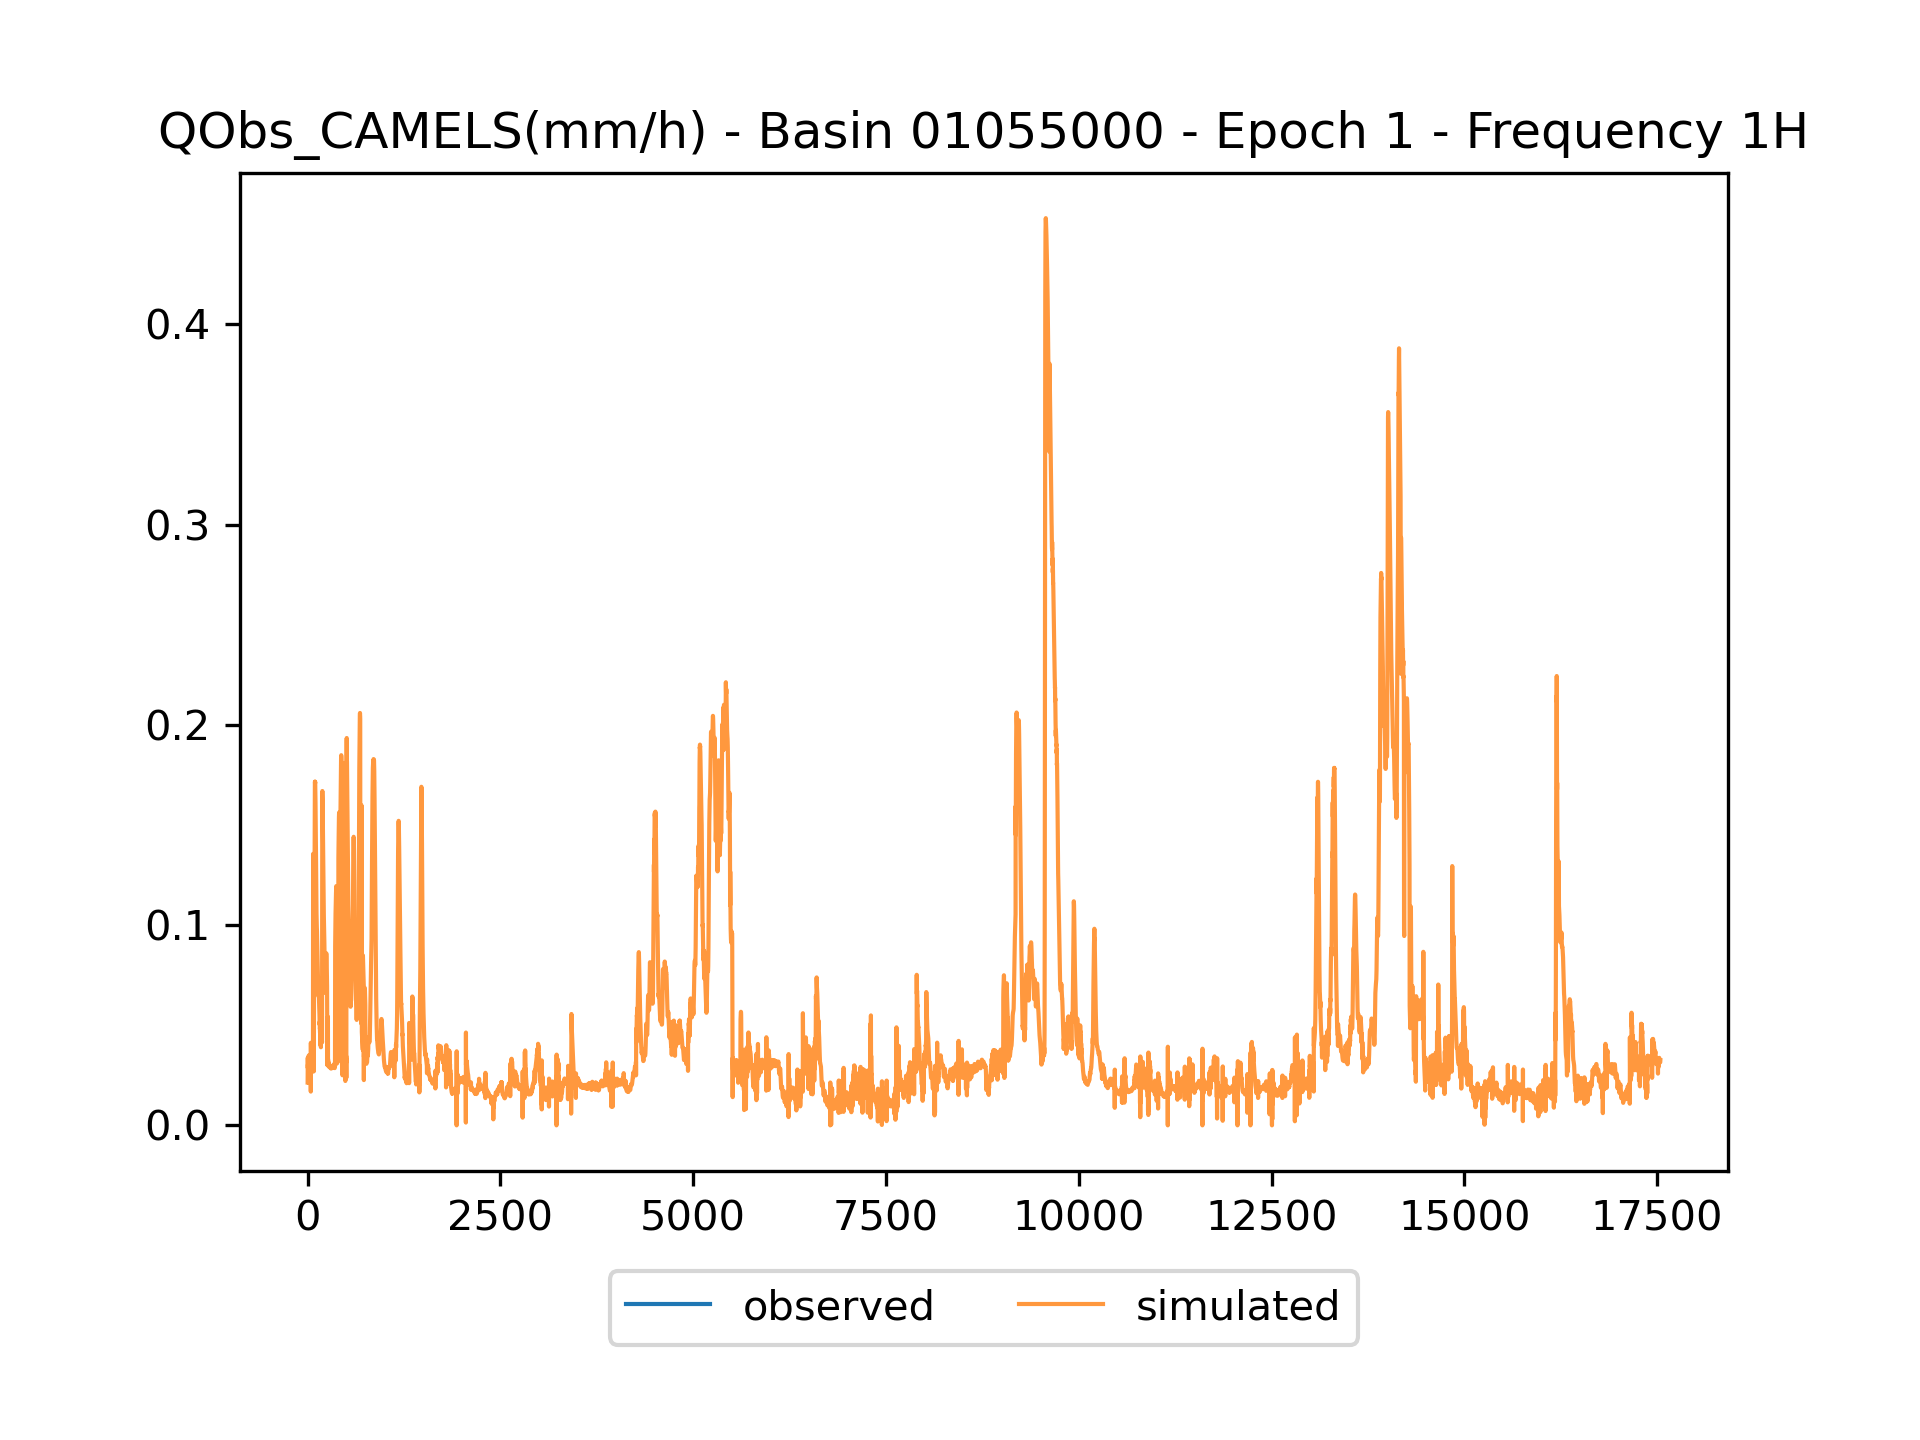 QObs_CAMELS(mm/h) - Basin 01055000 - Epoch 1 - Frequency 1H
0.4
0.3
0.2
0.1
0.0
0 2500 5000 7500 10000 12500 15000 17500
observed simulated